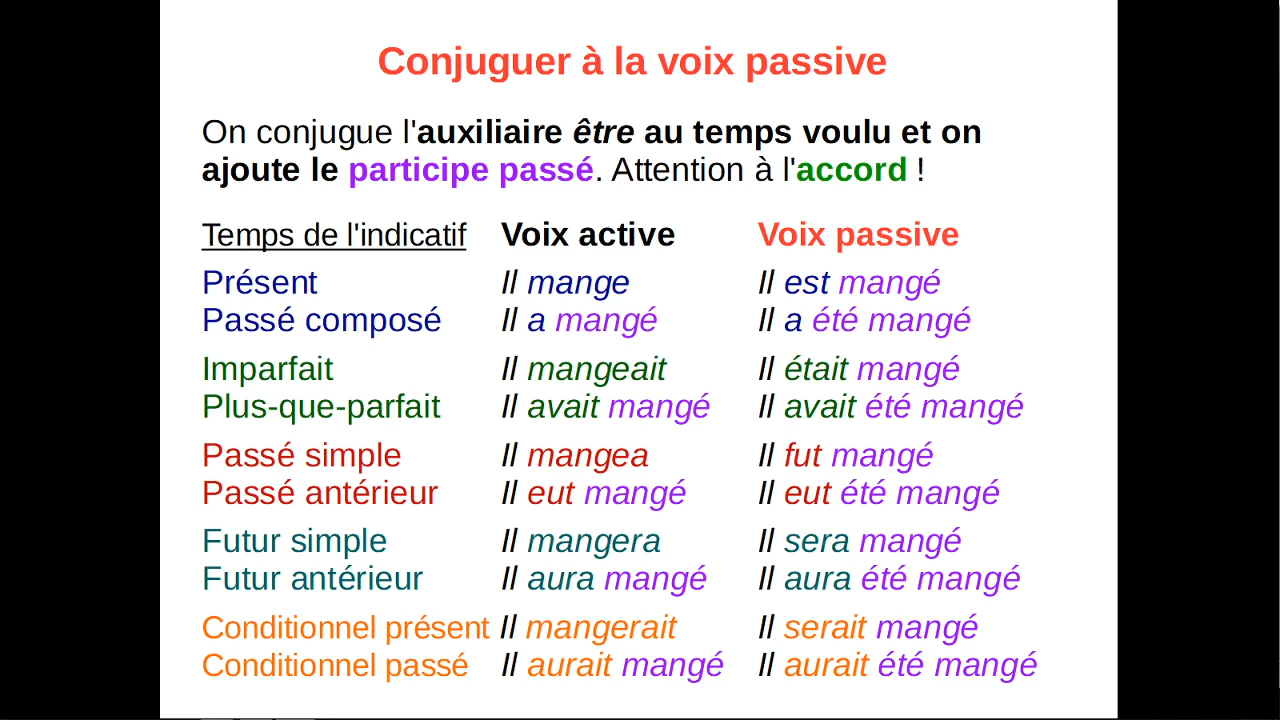 Conjuguer à la voix passive
On conjugue l'auxiliaire être au temps voulu et on
ajoute le participe passé. Attention à l'accord !
Temps de l'indicatif Voix active Voix passive
Présent Il mange Il est mangé
Passé composé Il a mangé Il a été mangé
Imparfait Il mangeait Il était mangé
Plus-que-parfait Il avait mangé Il avait été mangé
Passé simple Il mangea Il fut mangé
Passé antérieur Il eut mangé Il eut été mangé
Futur simple Il mangera Il sera mangé
Futur antérieur Il aura mangé Il aura été mangé
Conditionnel présent Il mangerait Il serait mangé
Conditionnel passé Il aurait mangé Il aurait été mangé